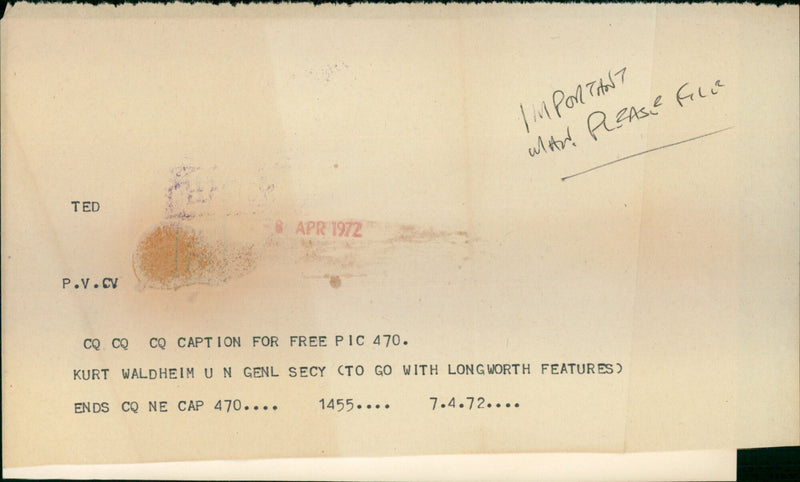 IMPORTANT
MAN. PLEASE FILE
TED
8 APR 1972
P.V.CV
CQ CQ CQ CAPTION FOR FREE PIC 470.
KURT WALDHEIM U N GENL SECY (TO GO WITH LONGWORTH FEATURES)
ENDS CQ NE CAP 470.... 1455.... 7.4.72....